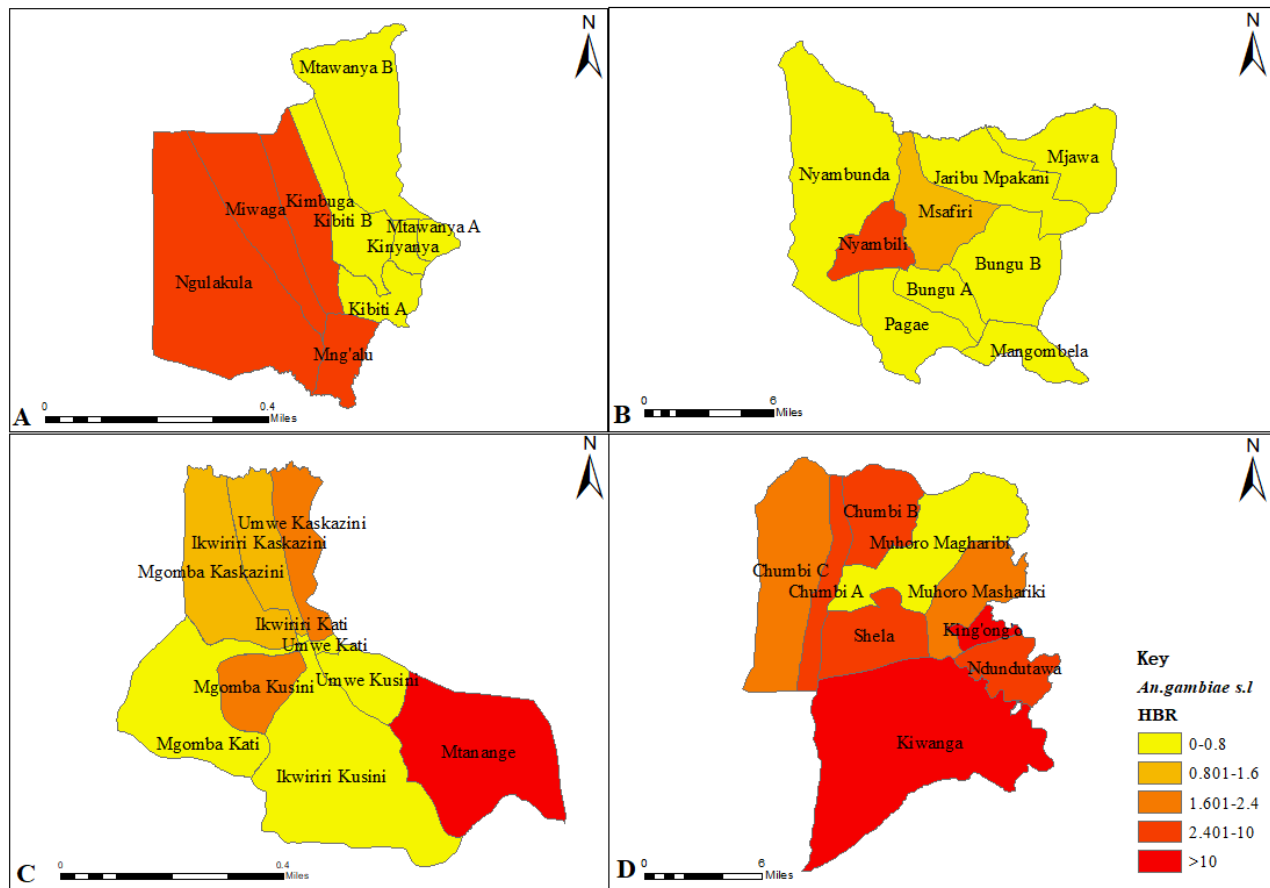 N
Mtawanya B
Kimbuga
Miwaga
Kibiti B
Mtawanya A
Kinyanya
Ngulakula
Kibiti A
Mng'alu
A
0
0.4
Miles
N
Mjawa
Nyambunda
Jaribu Mpakani
Msafiri
Nyambili
Bungu B
Bungu A
Pagae
Mangombela
B
0
6
Miles
N
Umwe Kaskazini
Ikwiriri Kaskazini
Mgomba Kaskazini
Ikwiriri Kati
Umwe Kati
Umwe Kusini
Mgomba Kusini
Mgomba Kati
Mtanange
Ikwiriri Kusini
C
0
0.4
Miles
N
Chumbi B
Muhoro Magharibi
Chumbi C
Chumbi A
Muhoro Mashariki
Shela
King'ong'o
Ndundutawa
Kiwanga
D
0
6
Miles
Key
An.gambiae s.l
HBR
0-0.8
0.801-1.6
1.601-2.4
2.401-10
>10